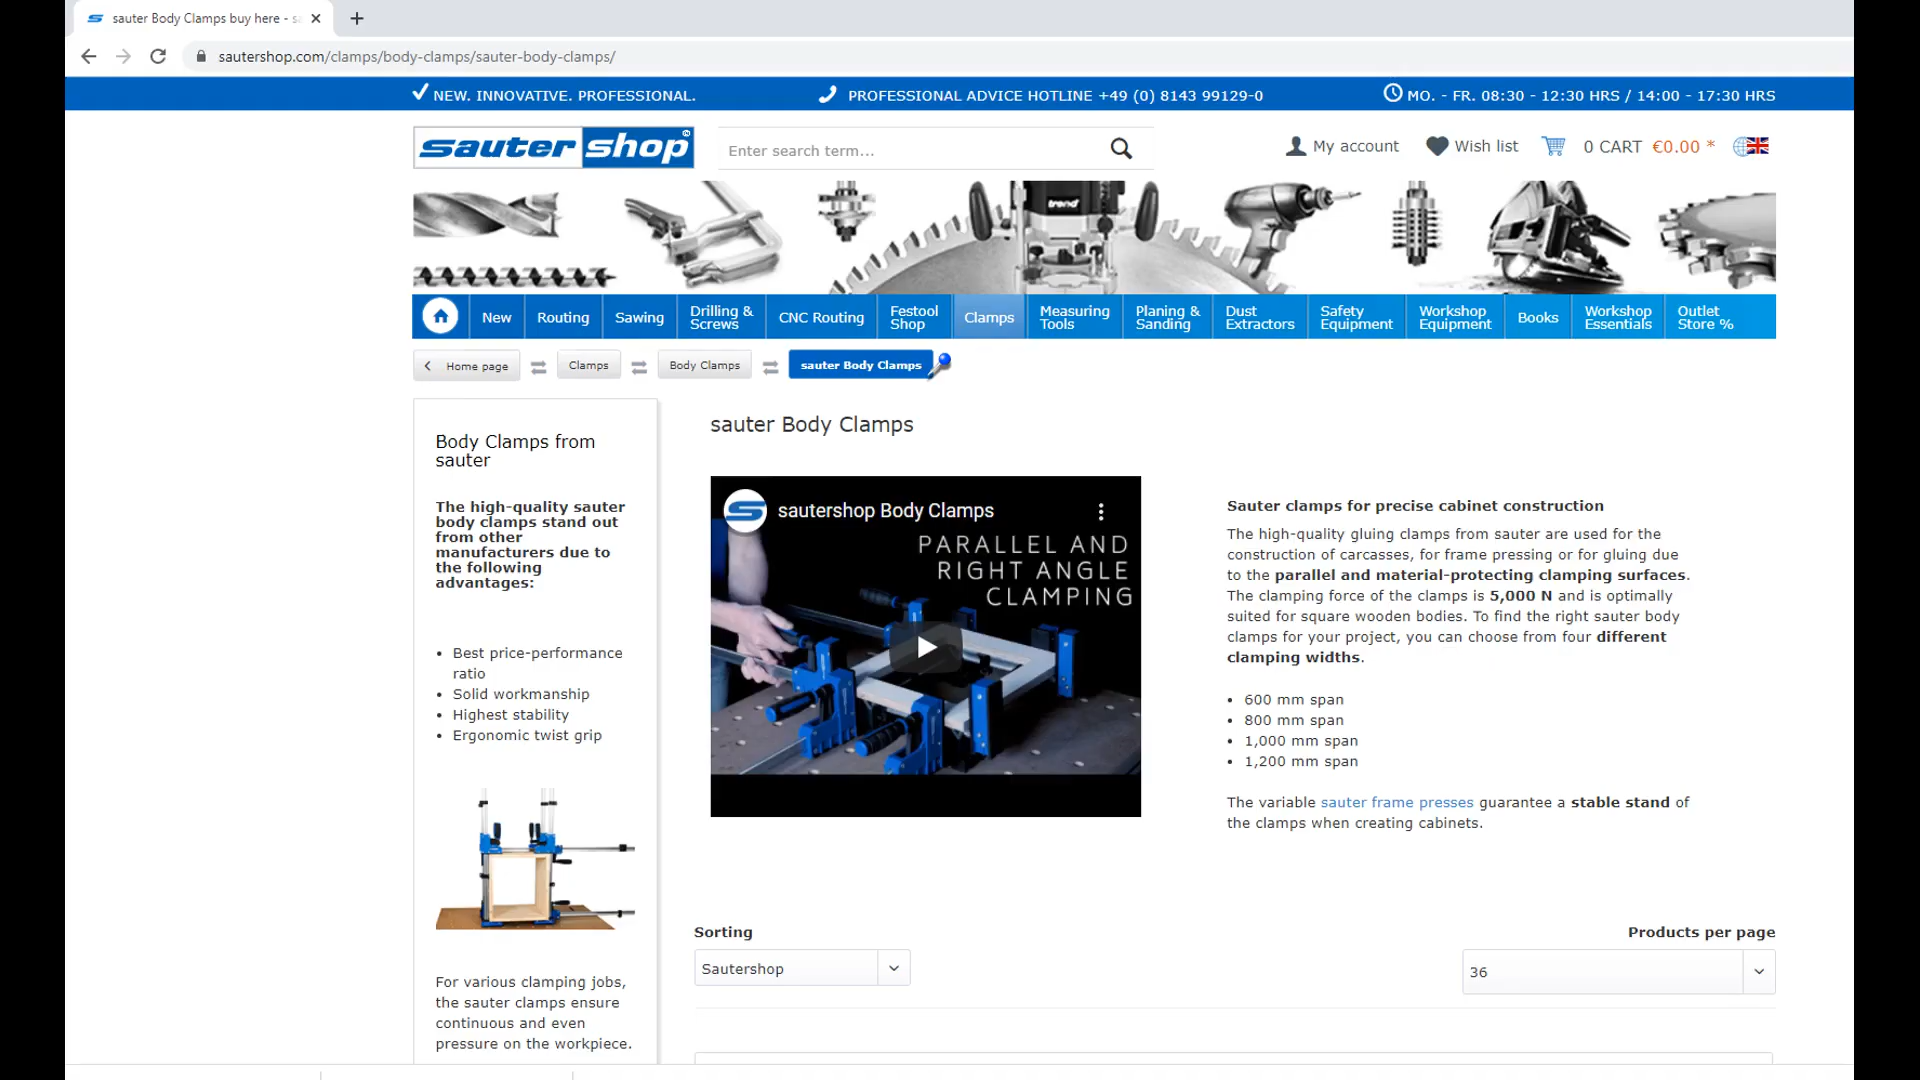 sauter Body Clamps buy here - s
sautershop.com/clamps/body-clamps/sauter-body-clamps/
NEW. INNOVATIVE. PROFESSIONAL.
PROFESSIONAL ADVICE HOTLINE +49 (0) 8143 99129-0
MO. - FR. 08:30 - 12:30 HRS / 14:00 - 17:30 HRS
sauter shop
Enter search term...
My account
Wish list
0 CART €0.00 *
trend
New
Routing
Sawing
Drilling & Screws
CNC Routing
Festool Shop
Clamps
Measuring Tools
Planing & Sanding
Dust Extractors
Safety Equipment
Workshop Equipment
Books
Workshop Essentials
Outlet Store %
Home page
Clamps
Body Clamps
sauter Body Clamps
Body Clamps from
sauter
The high-quality sauter
body clamps stand out
from other
manufacturers due to
the following
advantages:
• Best price-performance
ratio
• Solid workmanship
• Highest stability
• Ergonomic twist grip
For various clamping jobs,
the sauter clamps ensure
continuous and even
pressure on the workpiece.
sauter Body Clamps
sautershop Body Clamps
PARALLEL AND
RIGHT ANGLE
CLAMPING
Sauter clamps for precise cabinet construction
The high-quality gluing clamps from sauter are used for the
construction of carcasses, for frame pressing or for gluing due
to the parallel and material-protecting clamping surfaces.
The clamping force of the clamps is 5,000 N and is optimally
suited for square wooden bodies. To find the right sauter body
clamps for your project, you can choose from four different
clamping widths.
• 600 mm span
• 800 mm span
• 1,000 mm span
• 1,200 mm span
The variable sauter frame presses guarantee a stable stand of
the clamps when creating cabinets.
Sorting
Sautershop
Products per page
36